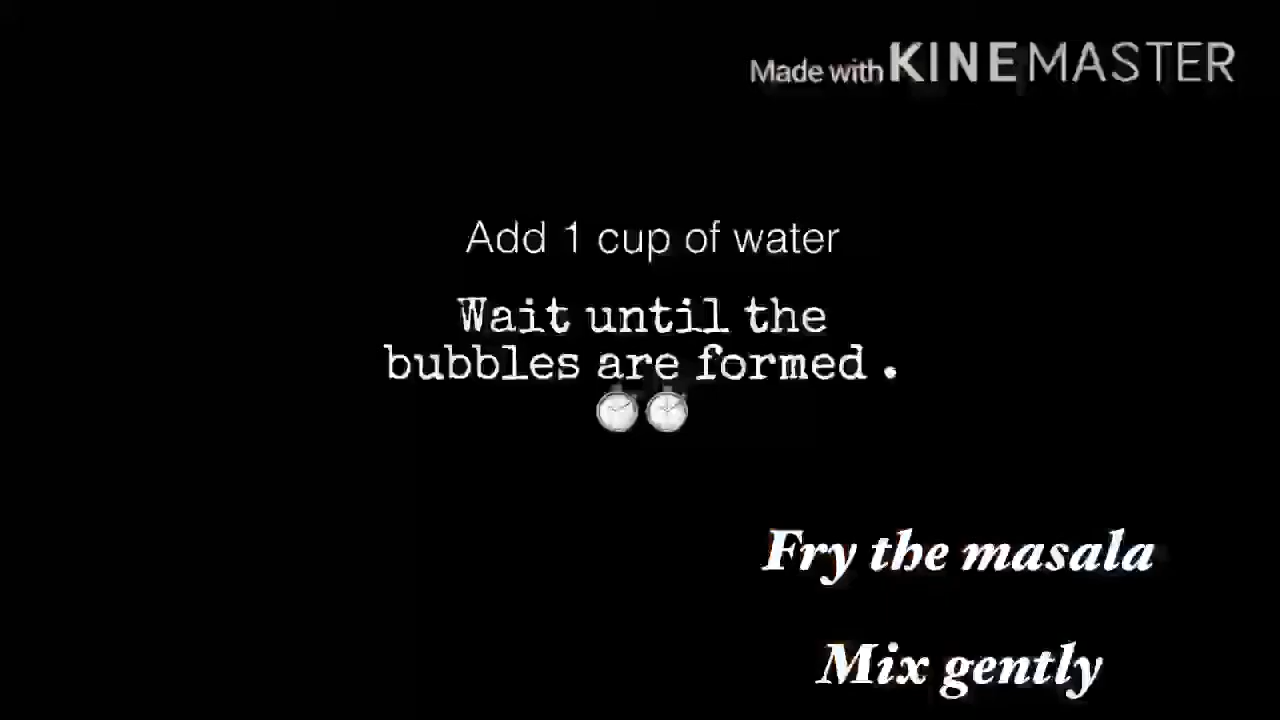 Made with KINEMASTER
Add 1 cup of water
Wait until the
bubbles are formed .
Fry the masala
Mix gently